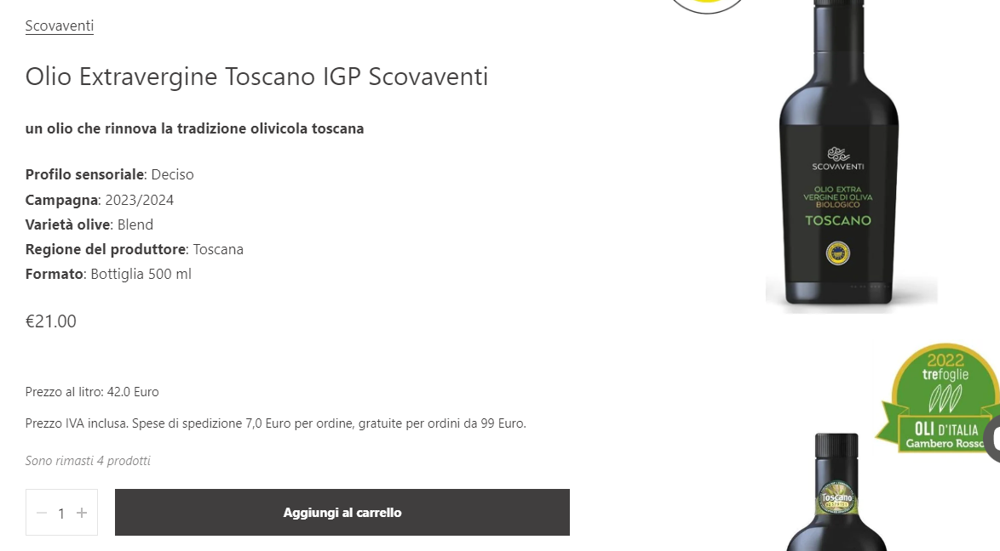 Scovaventi
Olio Extravergine Toscano IGP Scovaventi
un olio che rinnova la tradizione olivicola toscana
Profilo sensoriale: Deciso
Campagna: 2023/2024
Varietà olive: Blend
Regione del produttore: Toscana
Formato: Bottiglia 500 ml
€21.00
Prezzo al litro: 42.0 Euro
Prezzo IVA inclusa. Spese di spedizione 7,0 Euro per ordine, gratuite per ordini da 99 Euro.
Sono rimasti 4 prodotti
1
Aggiungi al carrello
SCOVAVENTI
OLIO EXTRA
VERGINE DI OLIVA
BIOLOGICO
TOSCANO
2022
trefoglie
OLI D'ITALIA
Gambero Rosso
Toscano